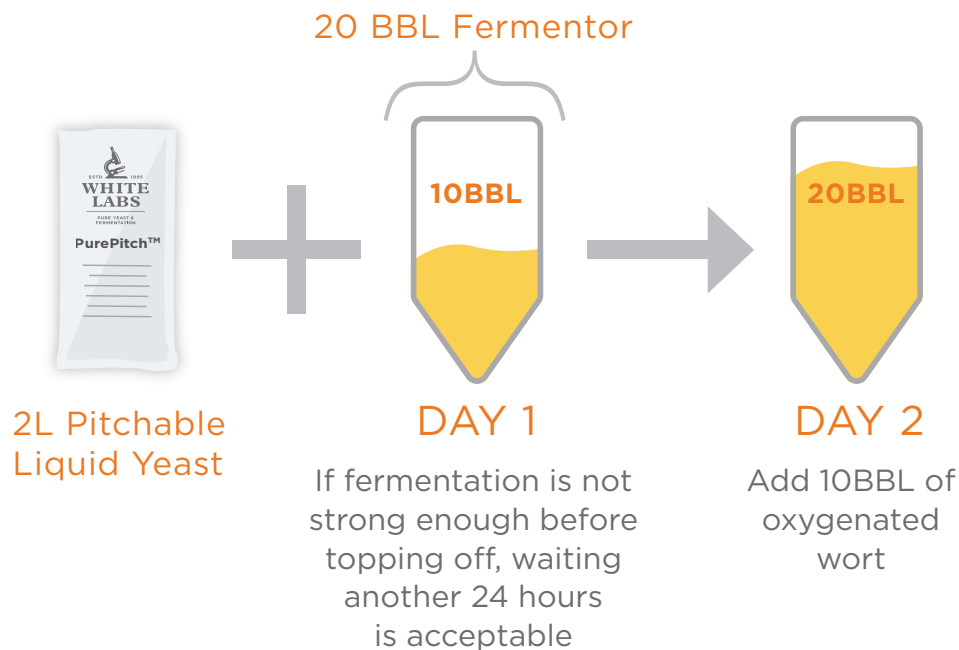 20 BBL Fermentor
ESTD 1995
WHITE
LABS
PURE YEAST &
FERMENTATION
PurePitch™
10BBL
20BBL
2L Pitchable
Liquid Yeast
DAY 1
If fermentation is not
strong enough before
topping off, waiting
another 24 hours
is acceptable
DAY 2
Add 10BBL of
oxygenated
wort